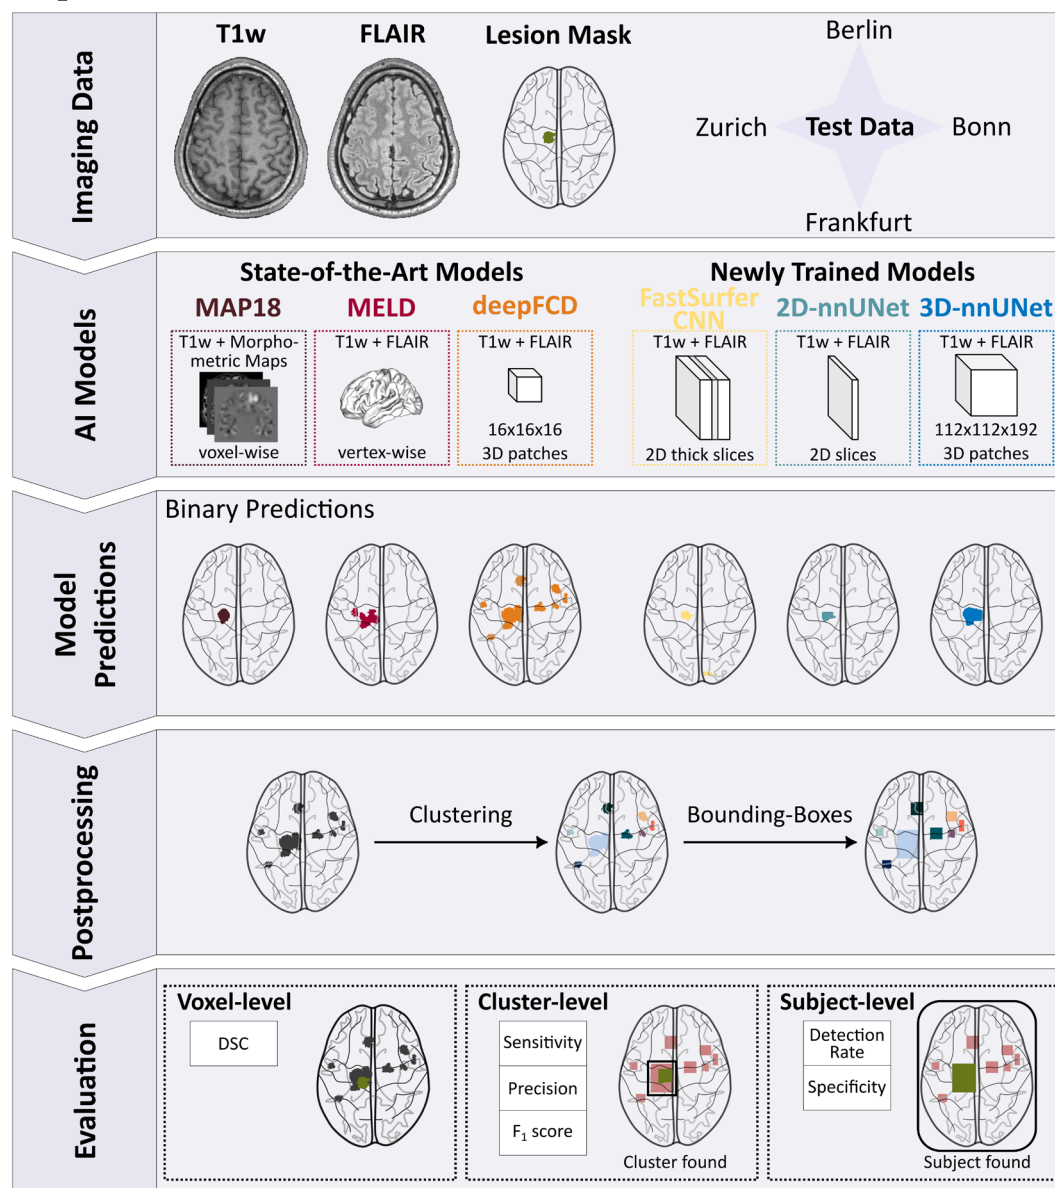 Imaging Data
T1w
FLAIR
Lesion Mask
Berlin
Zurich
Test Data
Bonn
Frankfurt
AI Models
State-of-the-Art Models
Newly Trained Models
MAP18
MELD
deepFCD
FastSurfer
CNN
2D-nnUNet
3D-nnUNet
T1w + Morpho-
metric Maps
voxel-wise
T1w + FLAIR
vertex-wise
T1w + FLAIR
16x16x16
3D patches
T1w + FLAIR
2D thick slices
T1w + FLAIR
2D slices
T1w + FLAIR
112x112x192
3D patches
Model
Predictions
Binary Predictions
Postprocessing
Clustering
Bounding-Boxes
Evaluation
Voxel-level
DSC
Cluster-level
Sensitivity
Precision
F₁ score
Cluster found
Subject-level
Detection
Rate
Specificity
Subject found